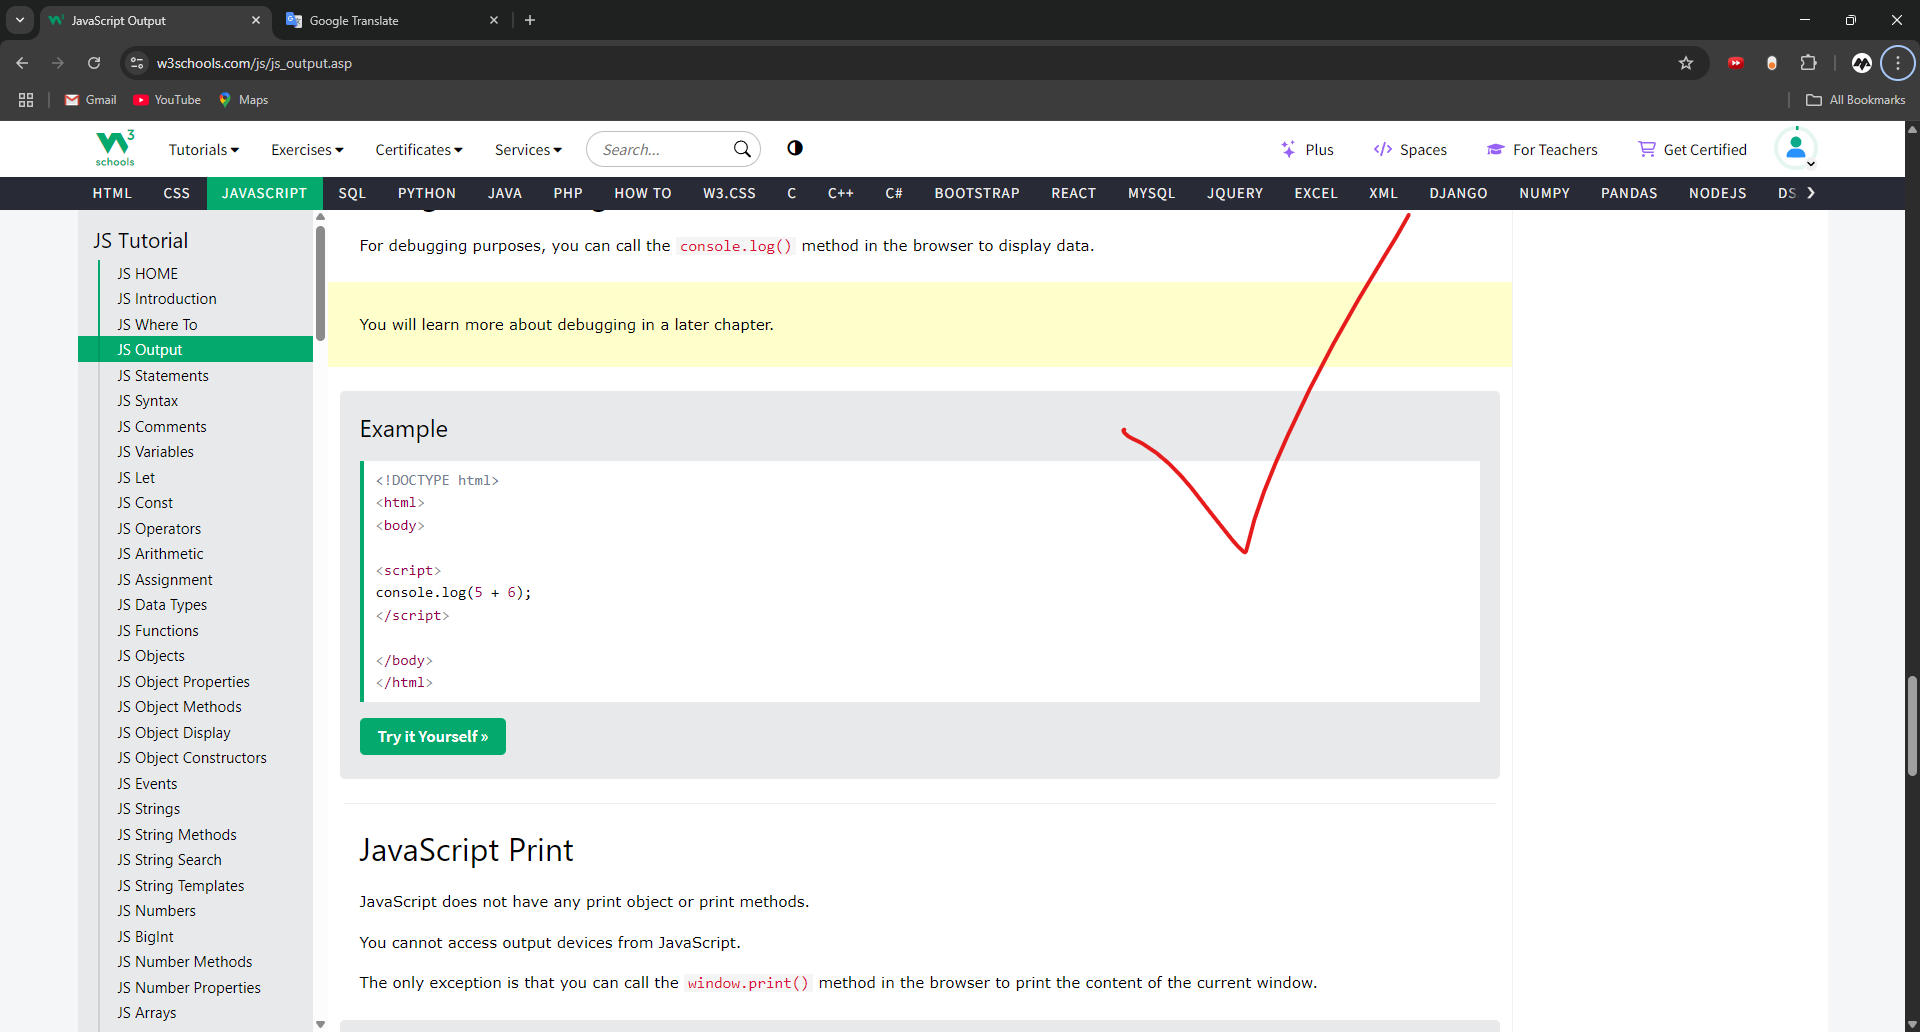 JavaScript Output
Google Translate
w3schools.com/js/js_output.asp
Gmail
YouTube
Maps
All Bookmarks
W3 schools
Tutorials
Exercises
Certificates
Services
Search...
Plus
Spaces
For Teachers
Get Certified
HTML CSS JAVASCRIPT SQL PYTHON JAVA PHP HOW TO W3.CSS C C++ C# BOOTSTRAP REACT MYSQL JQUERY EXCEL XML DJANGO NUMPY PANDAS NODEJS
JS Tutorial
JS HOME
JS Introduction
JS Where To
JS Output
JS Statements
JS Syntax
JS Comments
JS Variables
JS Let
JS Const
JS Operators
JS Arithmetic
JS Assignment
JS Data Types
JS Functions
JS Objects
JS Object Properties
JS Object Methods
JS Object Display
JS Object Constructors
JS Events
JS Strings
JS String Methods
JS String Search
JS String Templates
JS Numbers
JS BigInt
JS Number Methods
JS Number Properties
JS Arrays
For debugging purposes, you can call the console.log() method in the browser to display data.
You will learn more about debugging in a later chapter.
Example
<!DOCTYPE html>
<html>
<body>
<script>
console.log(5 + 6);
</script>
</body>
</html>
Try it Yourself »
JavaScript Print
JavaScript does not have any print object or print methods.
You cannot access output devices from JavaScript.
The only exception is that you can call the window.print() method in the browser to print the content of the current window.